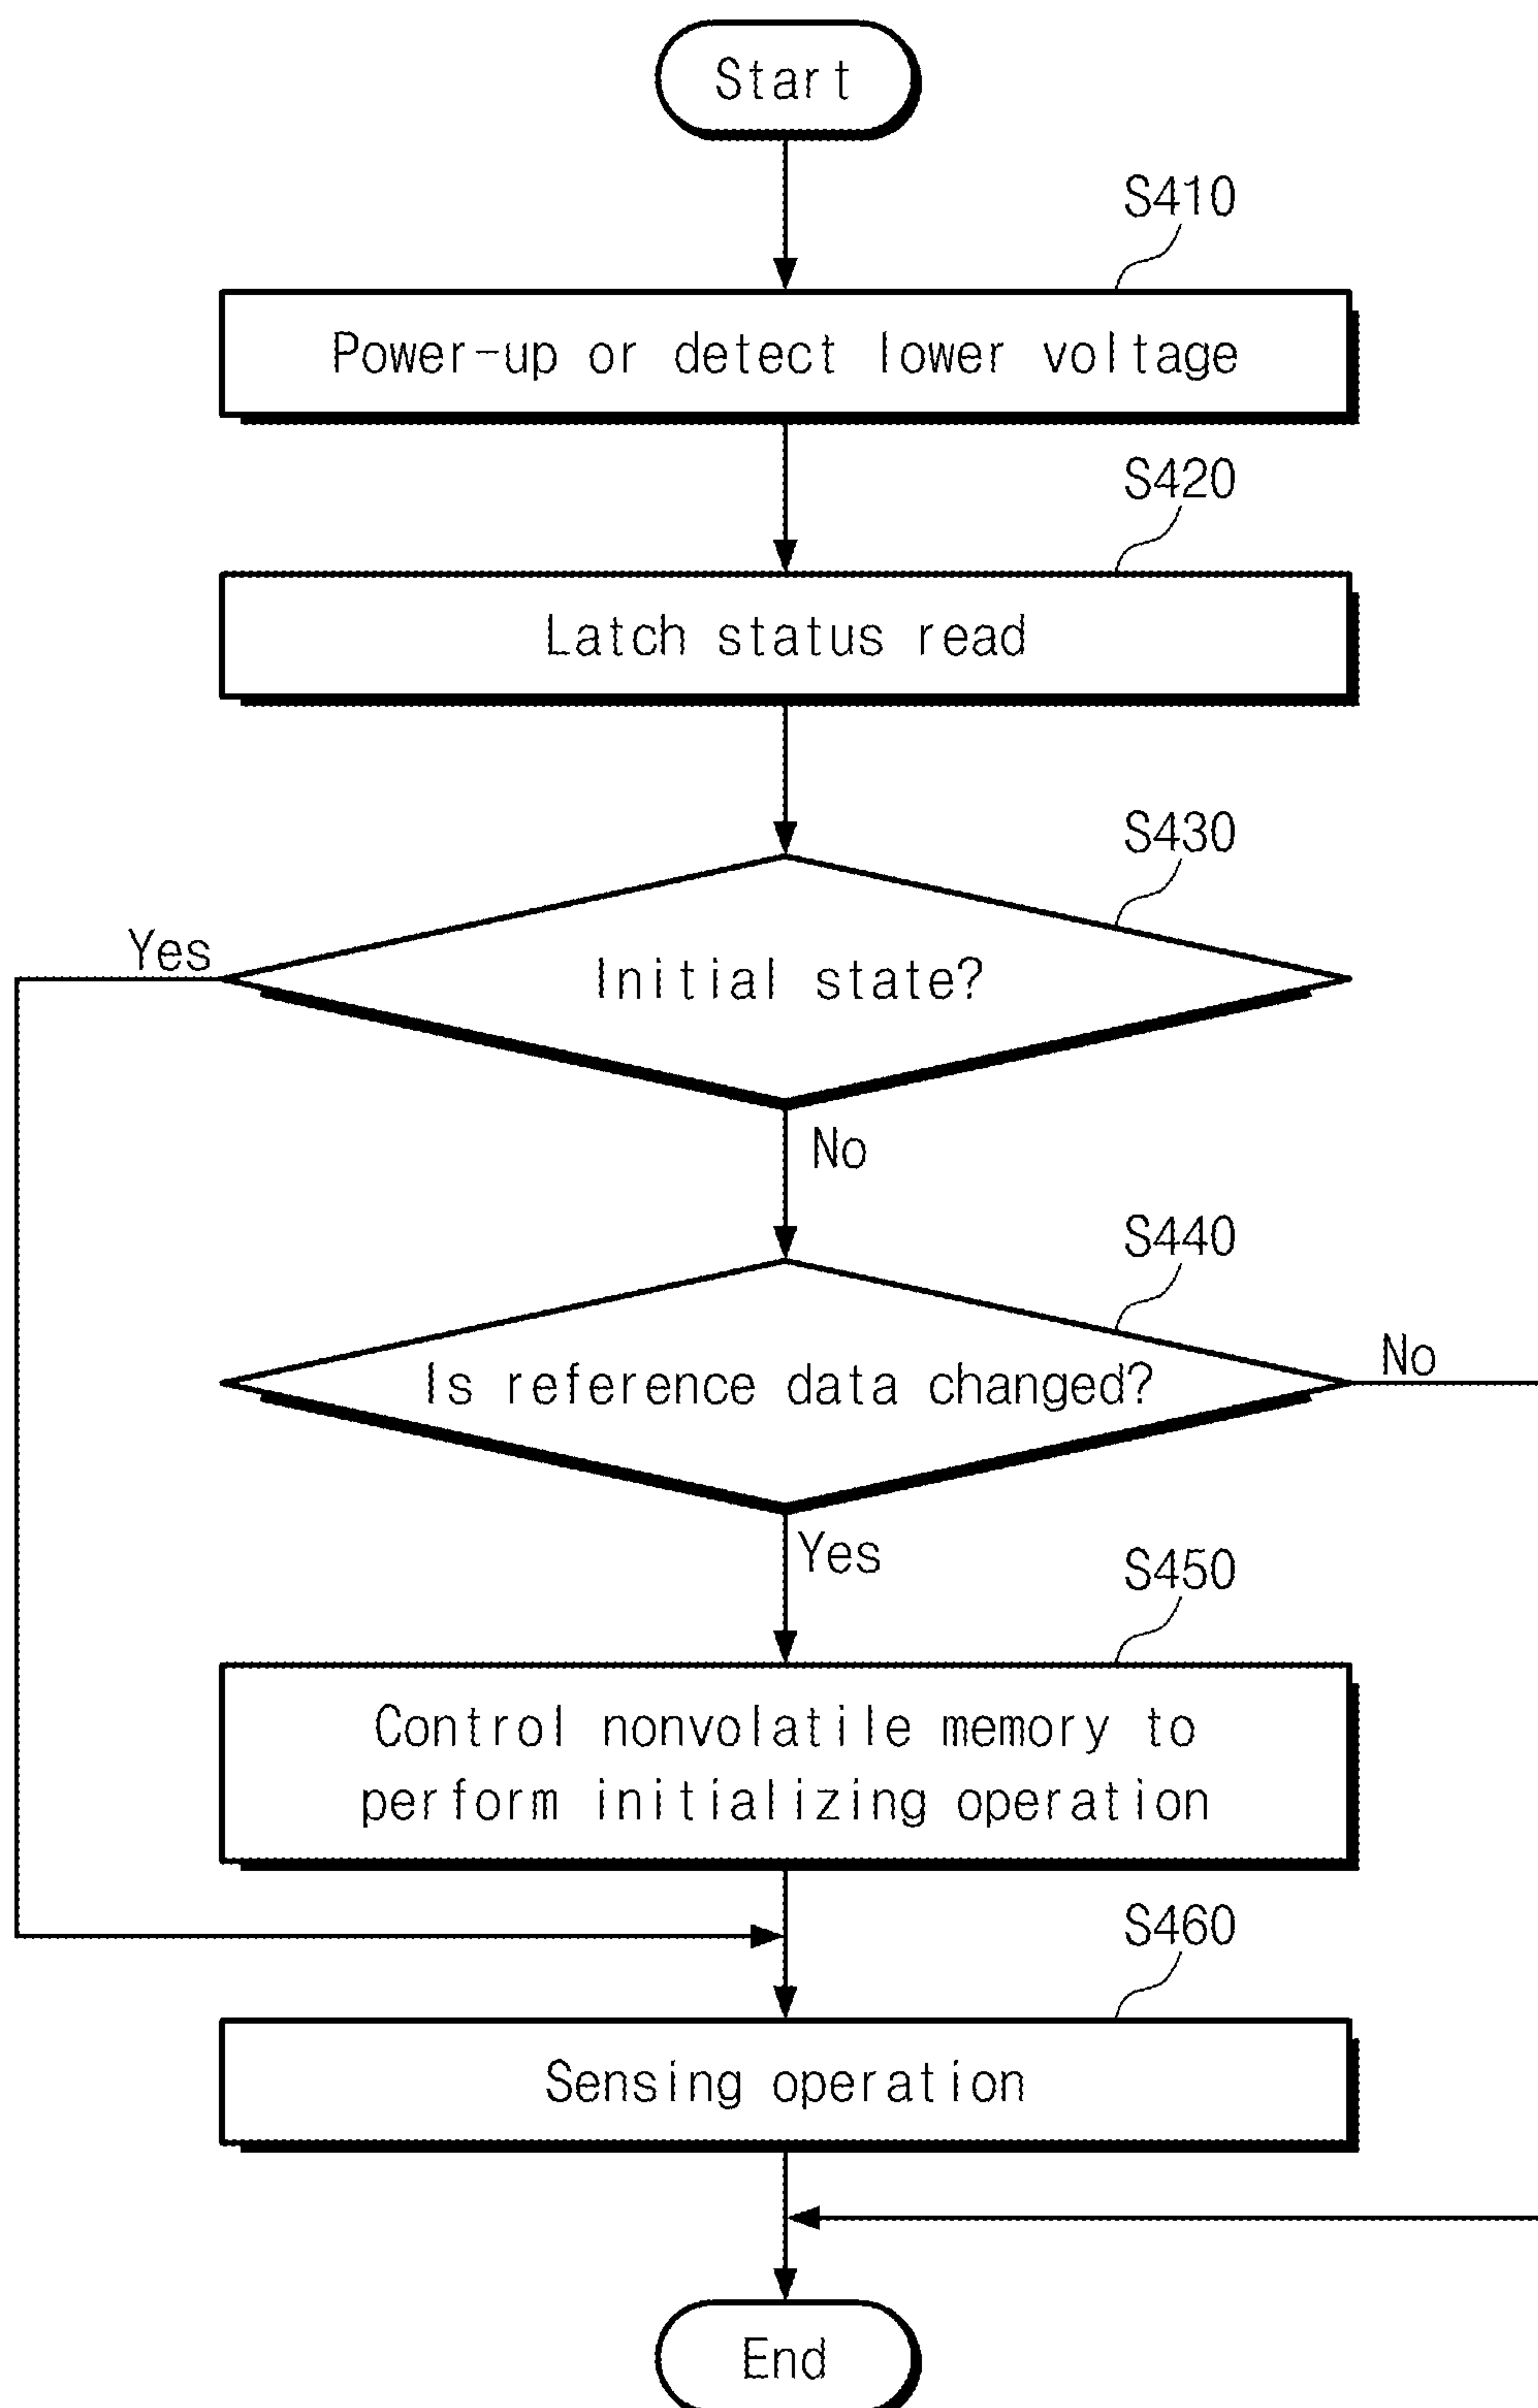 Start
S410
Power-up or detect lower voltage
S420
Latch status read
S430
Yes
Initial state?
No
S440
No
Is reference data changed?
Yes
S450
Control nonvolatile memory to
perform initializing operation
S460
Sensing operation
End